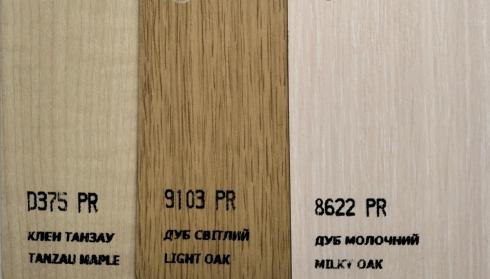 D375 PR
КЛЕН ТАНЗАУ
TANZAU MAPLE
9103 PR
ДУБ СВІТЛИЙ
LIGHT OAK
8622 PR
ДУБ МОЛОЧНИЙ
MILKY OAK